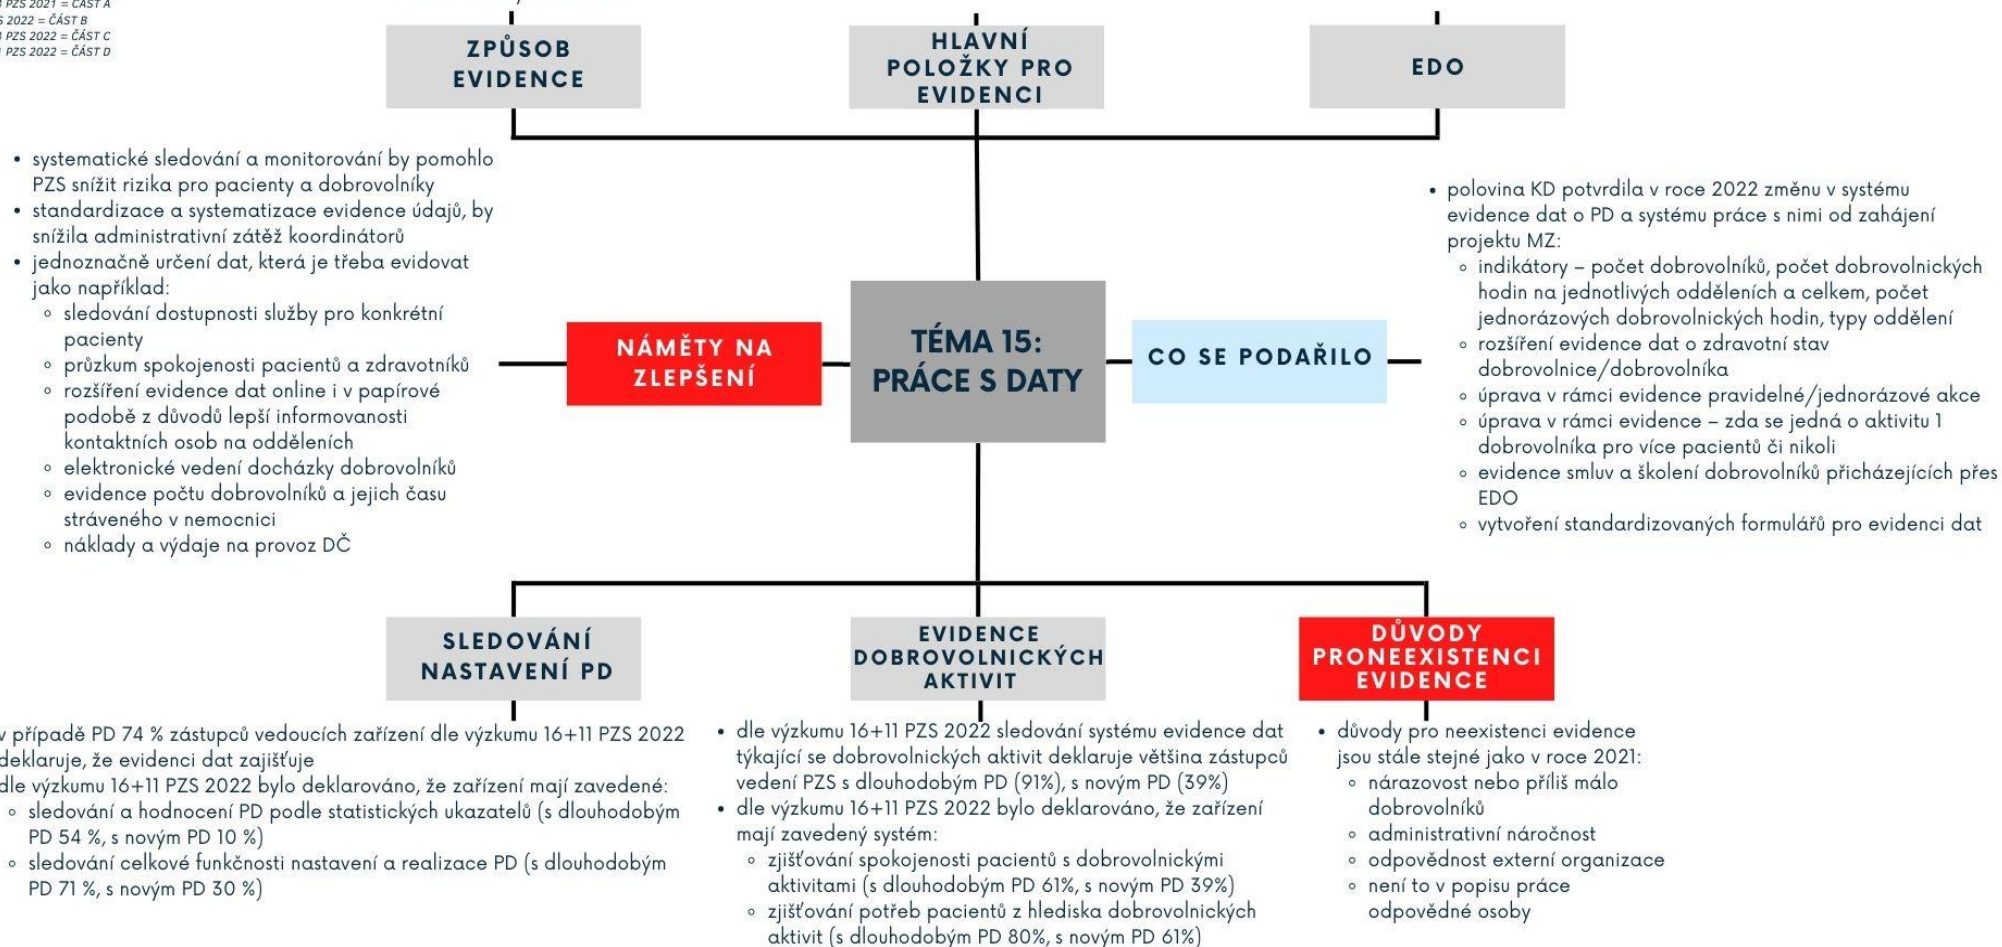 PZS 2021 = ČÁST A
2022 = ČÁST B
PZS 2022 = ČÁST C
PZS 2022 = ČÁST D
ZPŮSOB
EVIDENCE
HLAVNÍ
POLOŽKY PRO
EVIDENCI
EDO
• systematické sledování a monitorování by pomohlo
PZS snížit rizika pro pacienty a dobrovolníky
• standardizace a systematizace evidence údajů, by
snížila administrativní zátěž koordinátorů
• jednoznačně určení dat, která je třeba evidovat
jako například:
◦ sledování dostupnosti služby pro konkrétní
pacienty
◦ průzkum spokojenosti pacientů a zdravotníků
◦ rozšíření evidence dat online i v papírové
podobě z důvodů lepší informovanosti
kontaktních osob na odděleních
◦ elektronické vedení docházky dobrovolníků
◦ evidence počtu dobrovolníků a jejich času
stráveného v nemocnici
◦ náklady a výdaje na provoz DČ
NÁMĚTY NA
ZLEPŠENÍ
TÉMA 15:
PRÁCE S DATY
CO SE PODAŘILO
• polovina KD potvrdila v roce 2022 změnu v systému
evidence dat o PD a systému práce s nimi od zahájení
projektu MZ:
◦ indikátory – počet dobrovolníků, počet dobrovolnických
hodin na jednotlivých odděleních a celkem, počet
jednorázových dobrovolnických hodin, typy oddělení
◦ rozšíření evidence dat o zdravotní stav
dobrovolnice/dobrovolníka
◦ úprava v rámci evidence pravidelné/jednorázové akce
◦ úprava v rámci evidence – zda se jedná o aktivitu 1
dobrovolníka pro více pacientů či nikoli
◦ evidence smluv a školení dobrovolníků přicházejících přes
EDO
◦ vytvoření standardizovaných formulářů pro evidenci dat
SLEDOVÁNÍ
NASTAVENÍ PD
v případě PD 74 % zástupců vedoucích zařízení dle výzkumu 16+11 PZS 2022
deklaruje, že evidenci dat zajišťuje
dle výzkumu 16+11 PZS 2022 bylo deklarováno, že zařízení mají zavedené:
◦ sledování a hodnocení PD podle statistických ukazatelů (s dlouhodobým
PD 54 %, s novým PD 10 %)
◦ sledování celkové funkčnosti nastavení a realizace PD (s dlouhodobým
PD 71 %, s novým PD 30 %)
EVIDENCE
DOBROVOLNICKÝCH
AKTIVIT
• dle výzkumu 16+11 PZS 2022 sledování systému evidence dat
týkající se dobrovolnických aktivit deklaruje většina zástupců
vedení PZS s dlouhodobým PD (91%), s novým PD (39%)
• dle výzkumu 16+11 PZS 2022 bylo deklarováno, že zařízení
mají zavedený systém:
◦ zjišťování spokojenosti pacientů s dobrovolnickými
aktivitami (s dlouhodobým PD 61%, s novým PD 39%)
◦ zjišťování potřeb pacientů z hlediska dobrovolnických
aktivit (s dlouhodobým PD 80%, s novým PD 61%)
DŮVODY
PRONEEXISTENCI
EVIDENCE
• důvody pro neexistenci evidence
jsou stále stejné jako v roce 2021:
◦ nárazovost nebo příliš málo
dobrovolníků
◦ administrativní náročnost
◦ odpovědnost externí organizace
◦ není to v popisu práce
odpovědné osoby